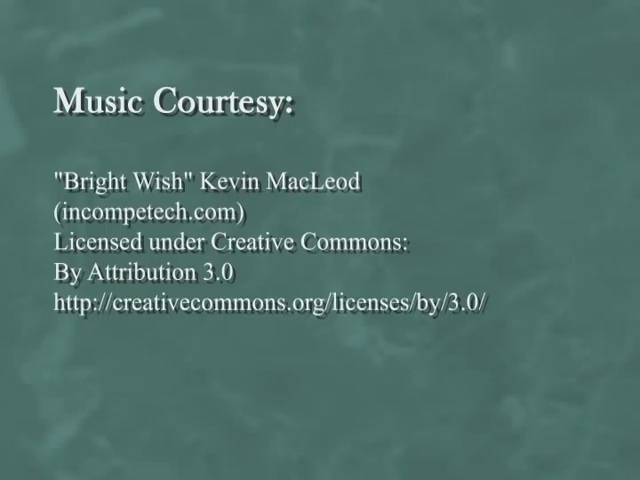 Music Courtesy:
"Bright Wish" Kevin MacLeod
(incompetech.com)
Licensed under Creative Commons:
By Attribution 3.0
http://creativecommons.org/licenses/by/3.0/